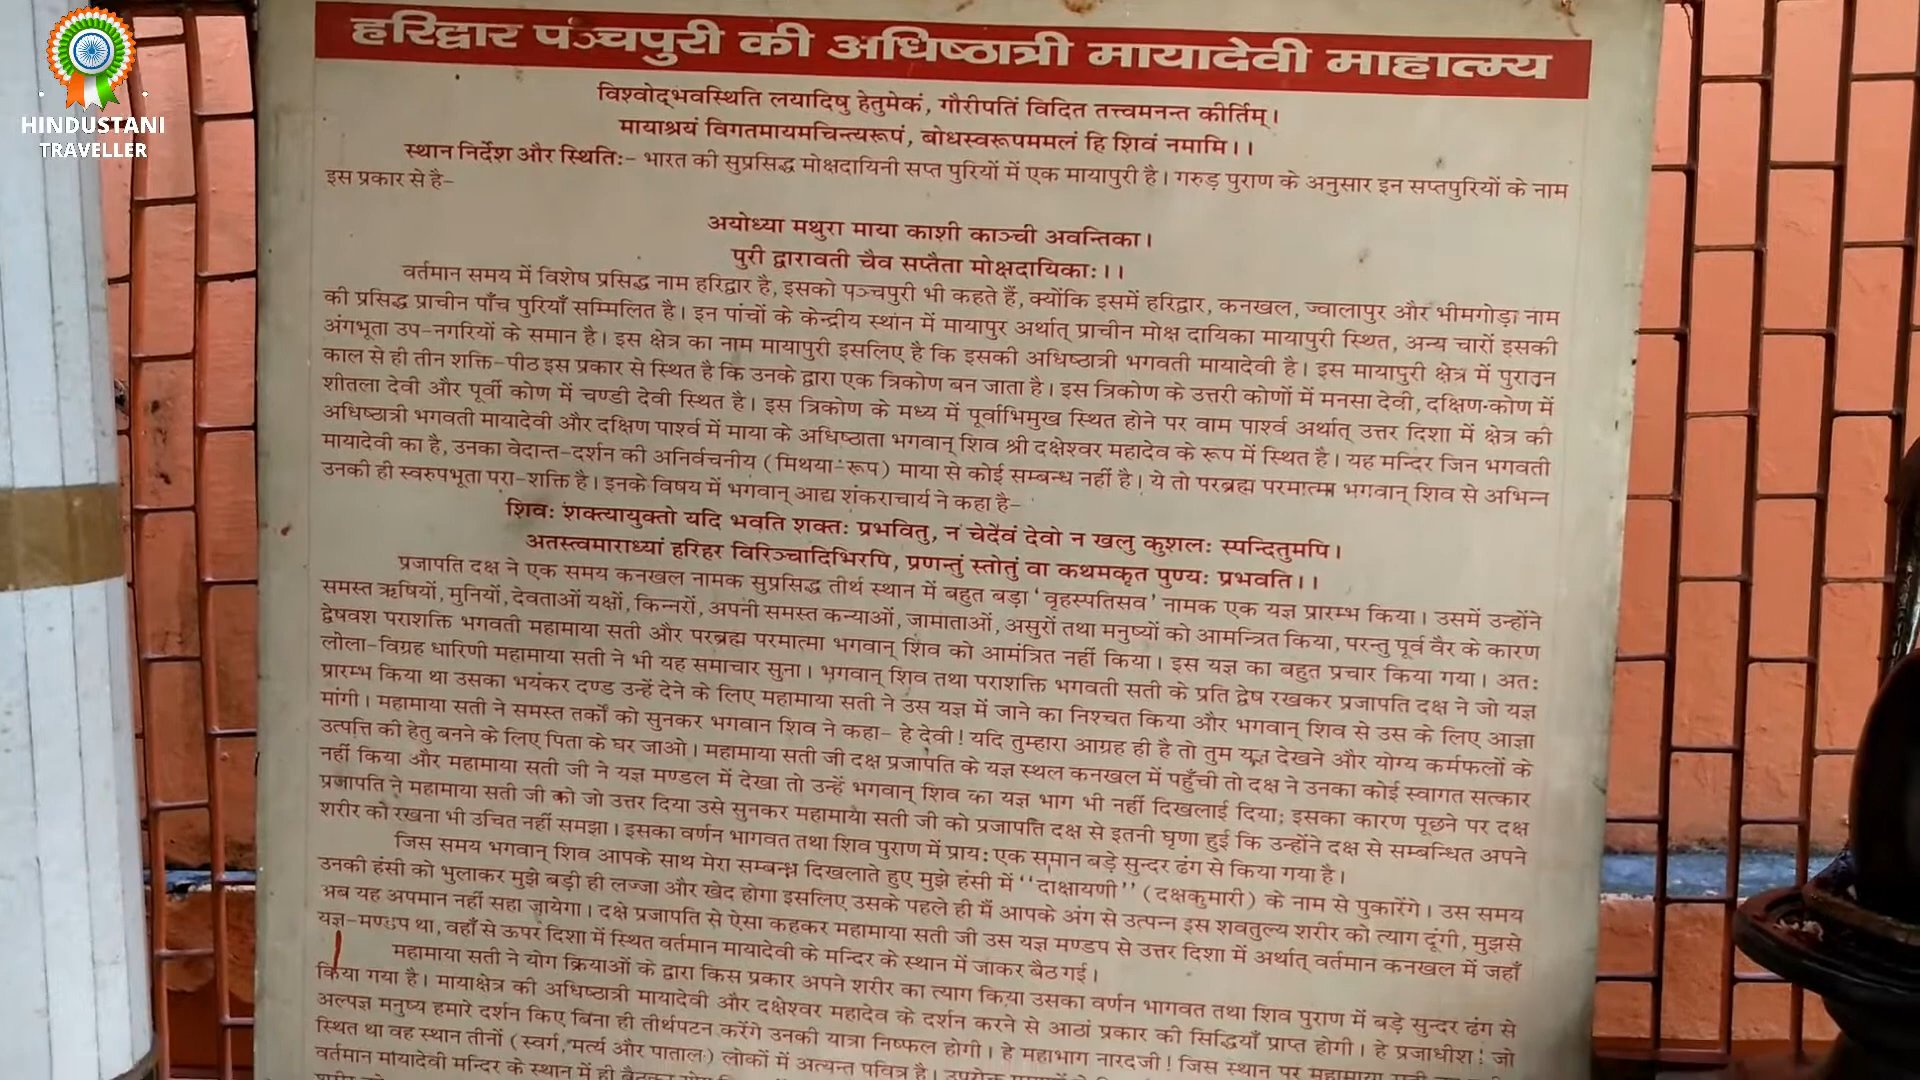 HINDUSTANI
TRAVELLER
हरिद्वार पंञ्चपुरी की अधिष्ठात्री मायादेवी माहात्म्य
विश्वोद्भवस्थिति लयादिषु हेतुमेकं, गौरीपतिं विदित तत्त्वमनन्त कीर्तिम्।
मायाश्रयं विगतमायमचिन्त्यरूपं, बोधस्वरूपममलं हि शिवं नमामि।।
स्थान निर्देश और स्थितिः- भारत की सुप्रसिद्ध मोक्षदायिनी सप्त पुरियों में एक मायापुरी है। गरुड़ पुराण के अनुसार इन सप्तपुरियों के नाम
इस प्रकार से है-
अयोध्या मथुरा माया काशी काञ्ची अवन्तिका।
पुरी द्वारावती चैव सप्तैता मोक्षदायिकाः।।
वर्तमान समय में विशेष प्रसिद्ध नाम हरिद्वार है, इसको पञ्चपुरी भी कहते हैं, क्योंकि इसमें हरिद्वार, कनखल, ज्वालापुर और भीमगोड़ा नाम
की प्रसिद्ध प्राचीन पाँच पुरियाँ सम्मिलित है। इन पांचों के केन्द्रीय स्थान में मायापुर अर्थात् प्राचीन मोक्ष दायिका मायापुरी स्थित, अन्य चारों इसकी
अंगभूता उप-नगरियों के समान है। इस क्षेत्र का नाम मायापुरी इसलिए है कि इसकी अधिष्ठात्री भगवती मायादेवी है। इस मायापुरी क्षेत्र में पुरातन
काल से ही तीन शक्ति-पीठ इस प्रकार से स्थित है कि उनके द्वारा एक त्रिकोण बन जाता है। इस त्रिकोण के उत्तरी कोणों में मनसा देवी, दक्षिण-कोण में
शीतला देवी और पूर्वी कोण में चण्डी देवी स्थित है। इस त्रिकोण के मध्य में पूर्वाभिमुख स्थित होने पर वाम पार्श्व अर्थात् उत्तर दिशा में क्षेत्र की
अधिष्ठात्री भगवती मायादेवी और दक्षिण पार्श्व में माया के अधिष्ठाता भगवान् शिव श्री दक्षेश्वर महादेव के रूप में स्थित है। यह मन्दिर जिन भगवती
मायादेवी का है, उनका वेदान्त-दर्शन की अनिर्वचनीय (मिथया-रूप) माया से कोई सम्बन्ध नहीं है। ये तो परब्रह्म परमात्मा भगवान् शिव से अभिन्न
उनकी ही स्वरुपभूता परा-शक्ति है। इनके विषय में भगवान् आद्य शंकराचार्य ने कहा है-
शिवः शक्त्यायुक्तो यदि भवति शक्तः प्रभवितु, न चेदेवं देवो न खलु कुशलः स्पन्दितुमपि।
अतस्त्वमाराध्यां हरिहर विरिञ्चादिभिरपि, प्रणन्तुं स्तोतुं वा कथमकृत पुण्यः प्रभवति।।
प्रजापति दक्ष ने एक समय कनखल नामक सुप्रसिद्ध तीर्थ स्थान में बहुत बड़ा 'वृहस्पतिसव' नामक एक यज्ञ प्रारम्भ किया। उसमें उन्होंने
समस्त ऋषियों, मुनियों, देवताओं यक्षों, किन्नरों, अपनी समस्त कन्याओं, जामाताओं, असुरों तथा मनुष्यों को आमन्त्रित किया, परन्तु पूर्व वैर के कारण
द्वेषवश पराशक्ति भगवती महामाया सती और परब्रह्म परमात्मा भगवान् शिव को आमंत्रित नहीं किया। इस यज्ञ का बहुत प्रचार किया गया। अतः
लोला-विग्रह धारिणी महामाया सती ने भी यह समाचार सुना। भगवान् शिव तथा पराशक्ति भगवती सती के प्रति द्वेष रखकर प्रजापति दक्ष ने जो यज्ञ
प्रारम्भ किया था उसका भयंकर दण्ड उन्हें देने के लिए महामाया सती ने उस यज्ञ में जाने का निश्चत किया और भगवान् शिव से उस के लिए आज्ञा
मांगी। महामाया सती ने समस्त तर्कों को सुनकर भगवान शिव ने कहा- हे देवी! यदि तुम्हारा आग्रह ही है तो तुम यज्ञ देखने और योग्य कर्मफलों के
उत्पत्ति की हेतु बनने के लिए पिता के घर जाओ। महामाया सती जी दक्ष प्रजापति के यज्ञ स्थल कनखल में पहुँची तो दक्ष ने उनका कोई स्वागत सत्कार
नहीं किया और महामाया सती जी ने यज्ञ मण्डल में देखा तो उन्हें भगवान् शिव का यज्ञ भाग भी नहीं दिखलाई दिया; इसका कारण पूछने पर दक्ष
प्रजापति ने महामाया सती जी को जो उत्तर दिया उसे सुनकर महामाया सती जी को प्रजापति दक्ष से इतनी घृणा हुई कि उन्होंने दक्ष से सम्बन्धित अपने
शरीर को रखना भी उचित नहीं समझा। इसका वर्णन भागवत तथा शिव पुराण में प्रायः एक समान बड़े सुन्दर ढंग से किया गया है।
जिस समय भगवान् शिव आपके साथ मेरा सम्बन्ध दिखलाते हुए मुझे हंसी में "दाक्षायणी" (दक्षकुमारी) के नाम से पुकारेंगे। उस समय
उनकी हंसी को भुलाकर मुझे बड़ी ही लज्जा और खेद होगा इसलिए उसके पहले ही मैं आपके अंग से उत्पन्न इस शवतुल्य शरीर को त्याग दूंगी, मुझसे
अब यह अपमान नहीं सहा जायेगा। दक्षे प्रजापति से ऐसा कहकर महामाया सती जी उस यज्ञ मण्डप से उत्तर दिशा में अर्थात् वर्तमान कनखल में जहाँ
यज्ञ-मण्डप था, वहाँ से ऊपर दिशा में स्थित वर्तमान मायादेवी के मन्दिर के स्थान में जाकर बैठ गई।
महामाया सती ने योग क्रियाओं के द्वारा किस प्रकार अपने शरीर का त्याग किया उसका वर्णन भागवत तथा शिव पुराण में बड़े सुन्दर ढंग से
किया गया है। मायाक्षेत्र की अधिष्ठात्री मायादेवी और दक्षेश्वर महादेव के दर्शन करने से आठां प्रकार की सिद्धियाँ प्राप्त होगी। हे प्रजाधीश! जो
अल्पज्ञ मनुष्य हमारे दर्शन किए बिना ही तीर्थपटन करेंगे उनकी यात्रा निष्फल होगी। हे महाभाग नारदजी! जिस स्थान पर महामाया सती
स्थित था वह स्थान तीनों (स्वर्ग, मर्त्य और पाताल) लोकों में अत्यन्त पवित्र है।
वर्तमान मायादेवी मन्दिर के स्थान में ही बैठकर